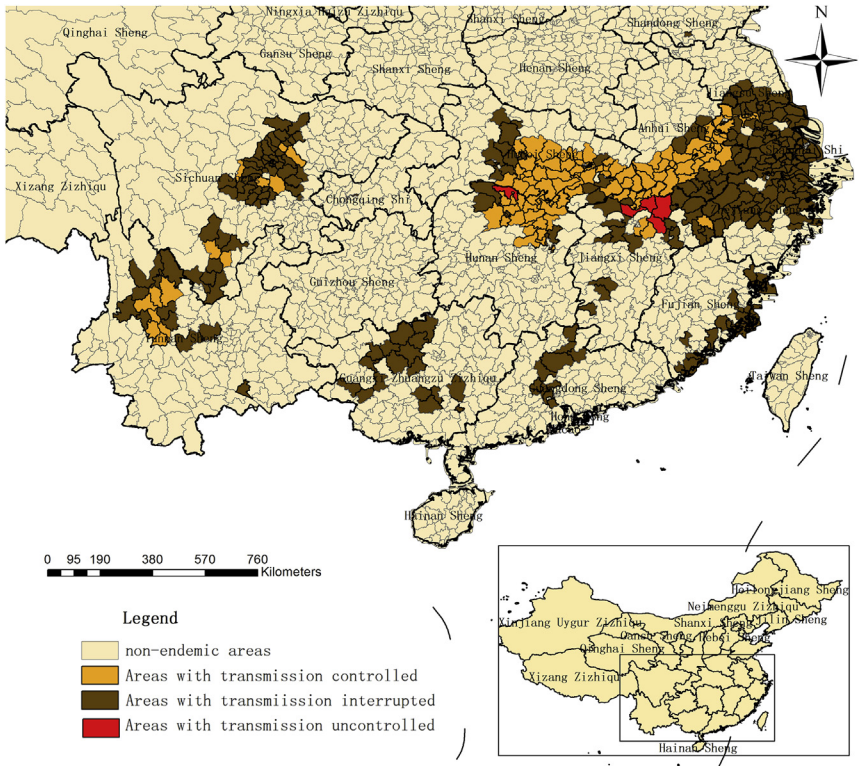 Ningxia Huizu Zizhiqu
Shanxi Sheng
Shandong Sheng
N
Qinghai Sheng
Gansu Sheng
Shanxi Sheng
Henan Sheng
Jiangsu Sheng
Anhui Sheng
Shanghai Shi
Hubei Sheng
Xizang Zizhiqu
Sichuan Sheng
Chongqing Shi
Zhejiang Sheng
Hunan Sheng
Jiangxi Sheng
Guizhou Sheng
Fujian Sheng
Yunnan Sheng
Guangxi Zhuangzu Zizhiqu
Guangdong Sheng
Taiwan Sheng
Hainan Sheng
0 95 190 380 570 760
Kilometers
Legend
non-endemic areas
Areas with transmission controlled
Areas with transmiission interrupted
Areas with transmission uncontrolled
Heilongjiang Sheng
Neimenggu Zizhiqu
Xinjiang Uygur Zizhiqu
Shanxi Sheng
Jilin Sheng
Gansu Sheng
Hebei Sheng
Qinghai Sheng
Xizang Zizhiqu
Hainan Sheng